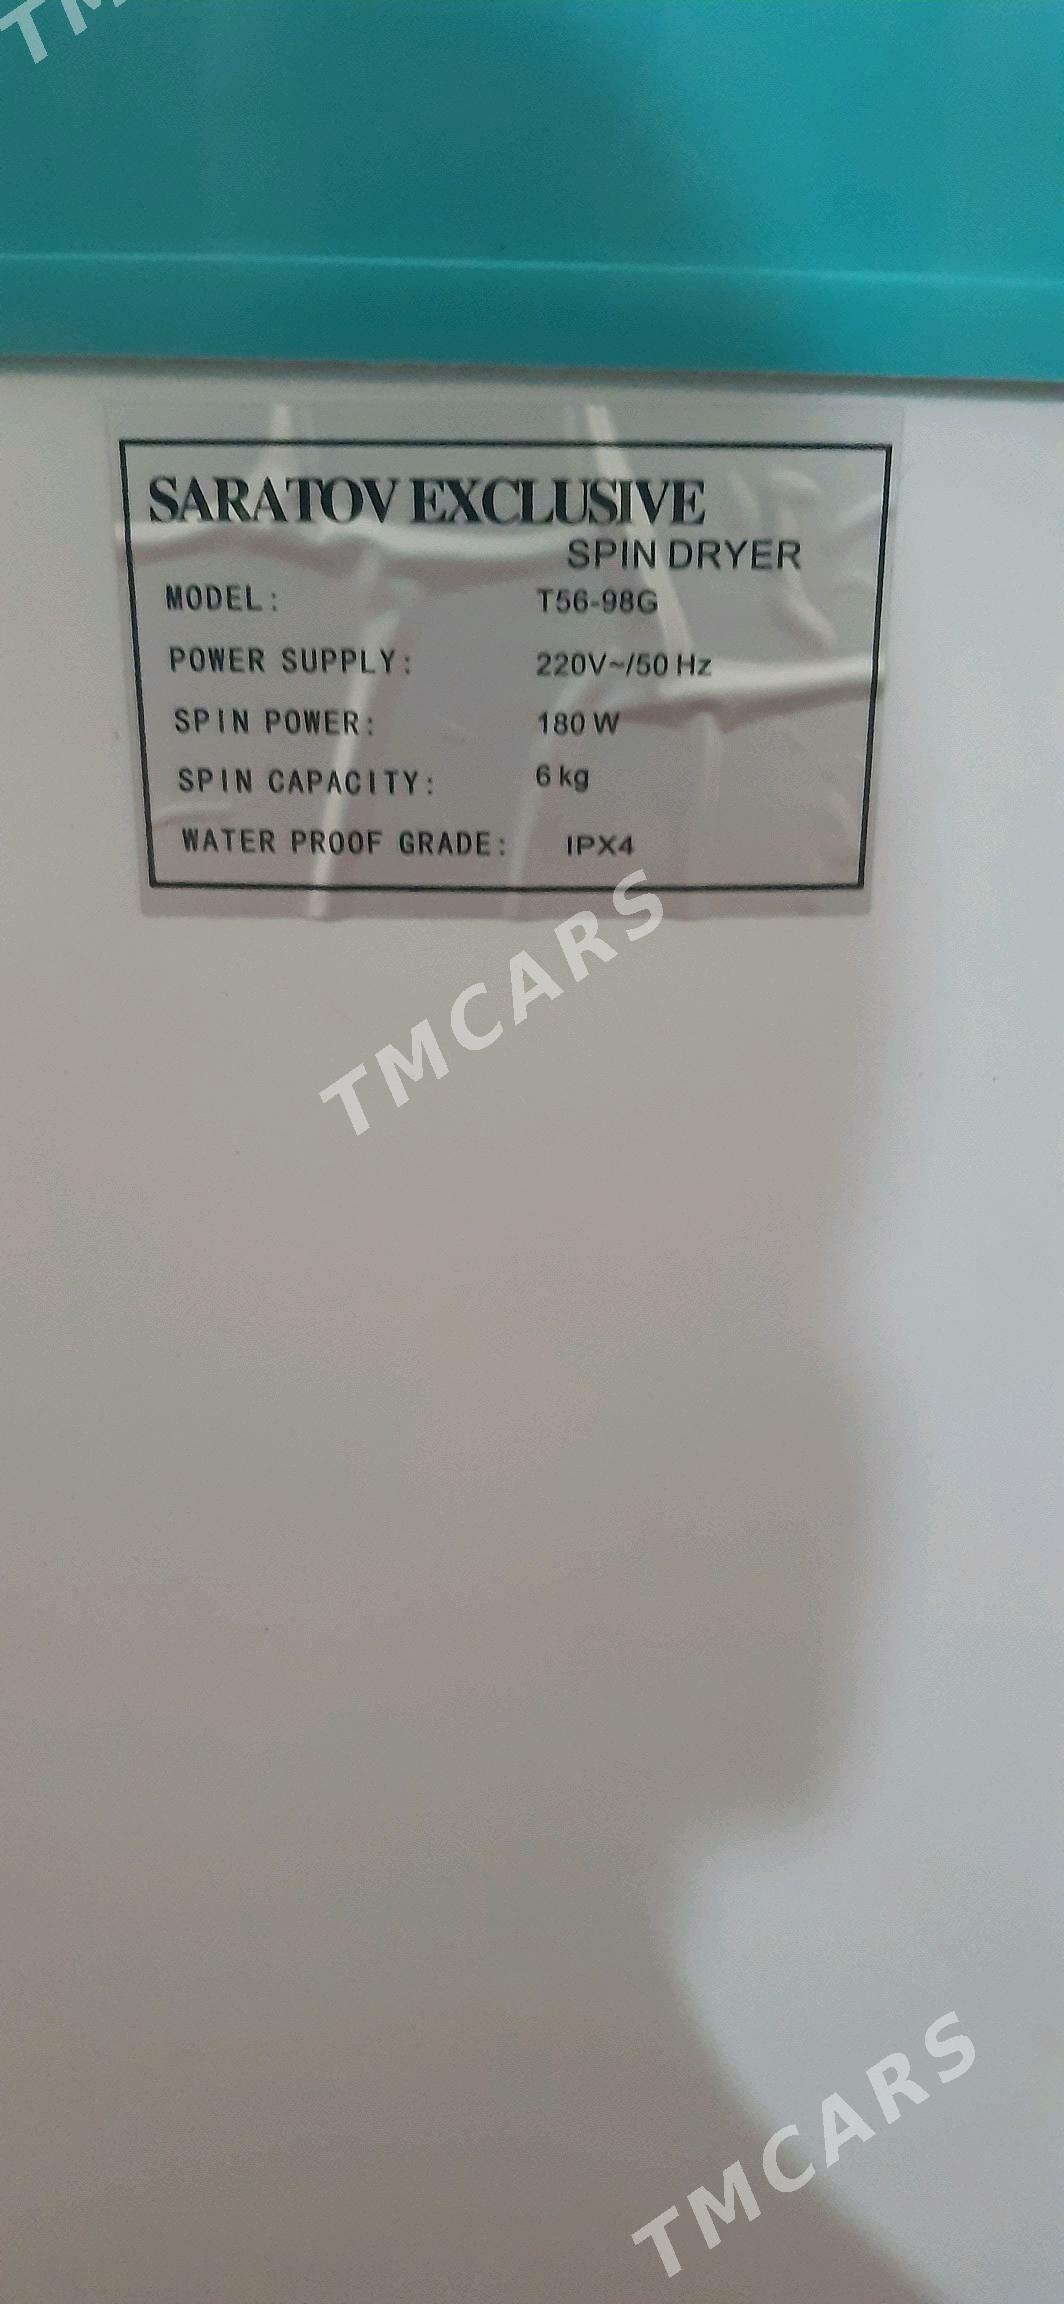 SARATOV EXCLUSIVE
SPIN DRYER
MODEL: T56-98G
POWER SUPPLY: 220V~/50 Hz
SPIN POWER: 180 W
SPIN CAPACITY: 6 kg
WATER PROOF GRADE: IPX4
TMCARS
TMCARS